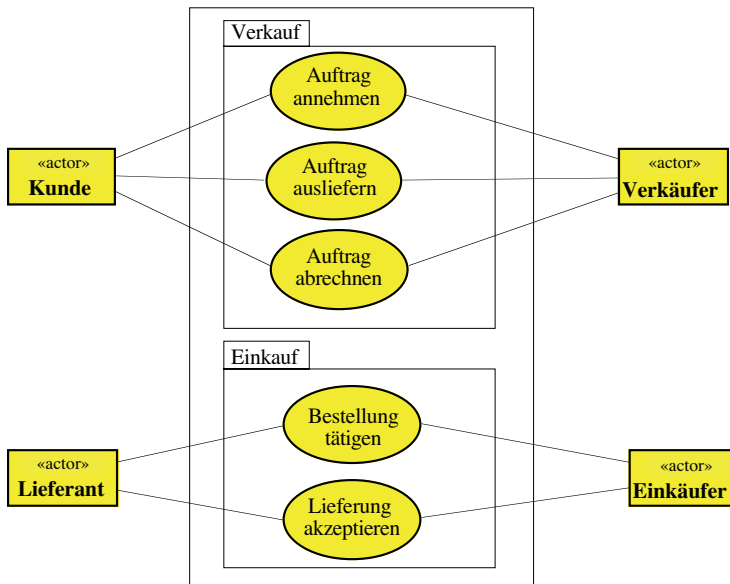 Verkauf
Auftrag
annehmen
«actor»
Kunde
Auftrag
ausliefern
«actor»
Verkäufer
Auftrag
abrechnen
Einkauf
Bestellung
tätigen
«actor»
Lieferant
«actor»
Einkäufer
Lieferung
akzeptieren